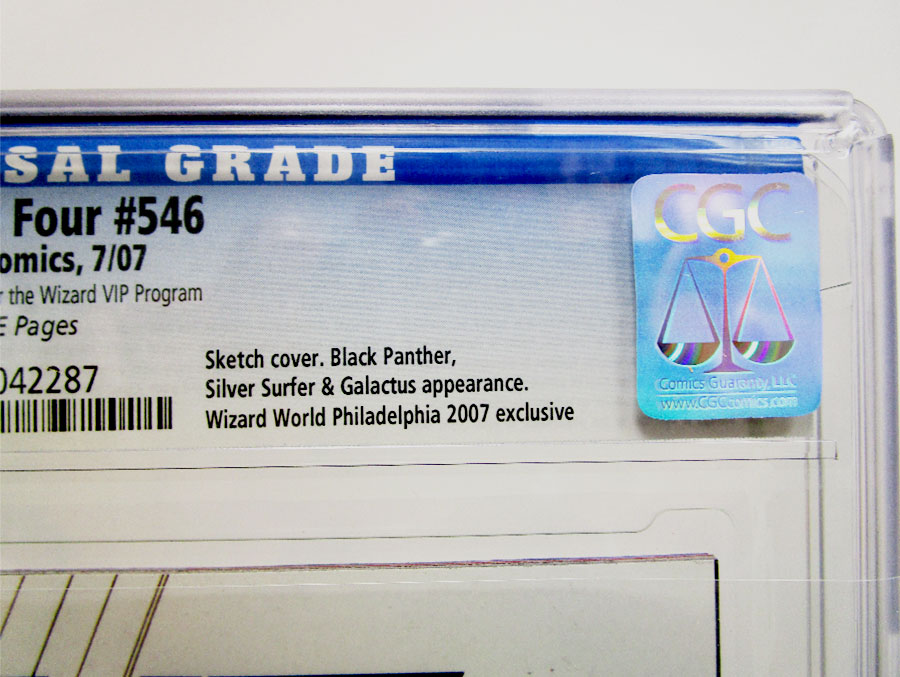 SAL GRADE
Four #546
omics, 7/07
r the Wizard VIP Program
E Pages
042287
Sketch cover. Black Panther,
Silver Surfer & Galactus appearance.
Wizard World Philadelphia 2007 exclusive
CGC
Comics Guaranty, LLC
www.CGCcomics.com